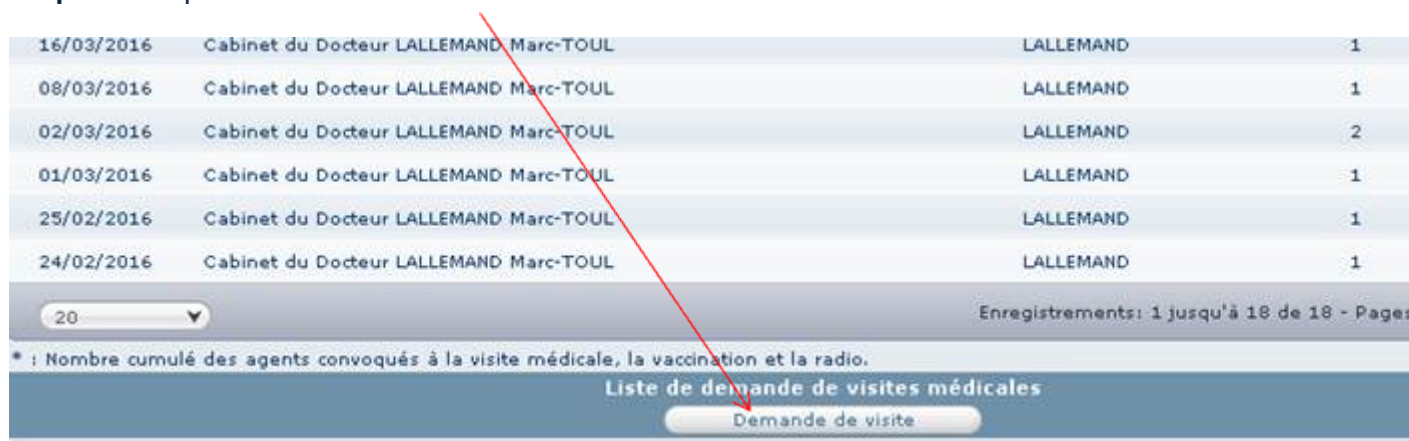 16/03/2016 Cabinet du Docteur LALLEMAND Marc-TOUL LALLEMAND 1
08/03/2016 Cabinet du Docteur LALLEMAND Marc-TOUL LALLEMAND 1
02/03/2016 Cabinet du Docteur LALLEMAND Marc-TOUL LALLEMAND 2
01/03/2016 Cabinet du Docteur LALLEMAND Marc-TOUL LALLEMAND 1
25/02/2016 Cabinet du Docteur LALLEMAND Marc-TOUL LALLEMAND 1
24/02/2016 Cabinet du Docteur LALLEMAND Marc-TOUL LALLEMAND 1
20 Enregistrements: 1 jusqu'à 18 de 18 - Pages
* : Nombre cumulé des agents convoqués à la visite médicale, la vaccination et la radio.
Liste de demande de visites médicales
Demande de visite